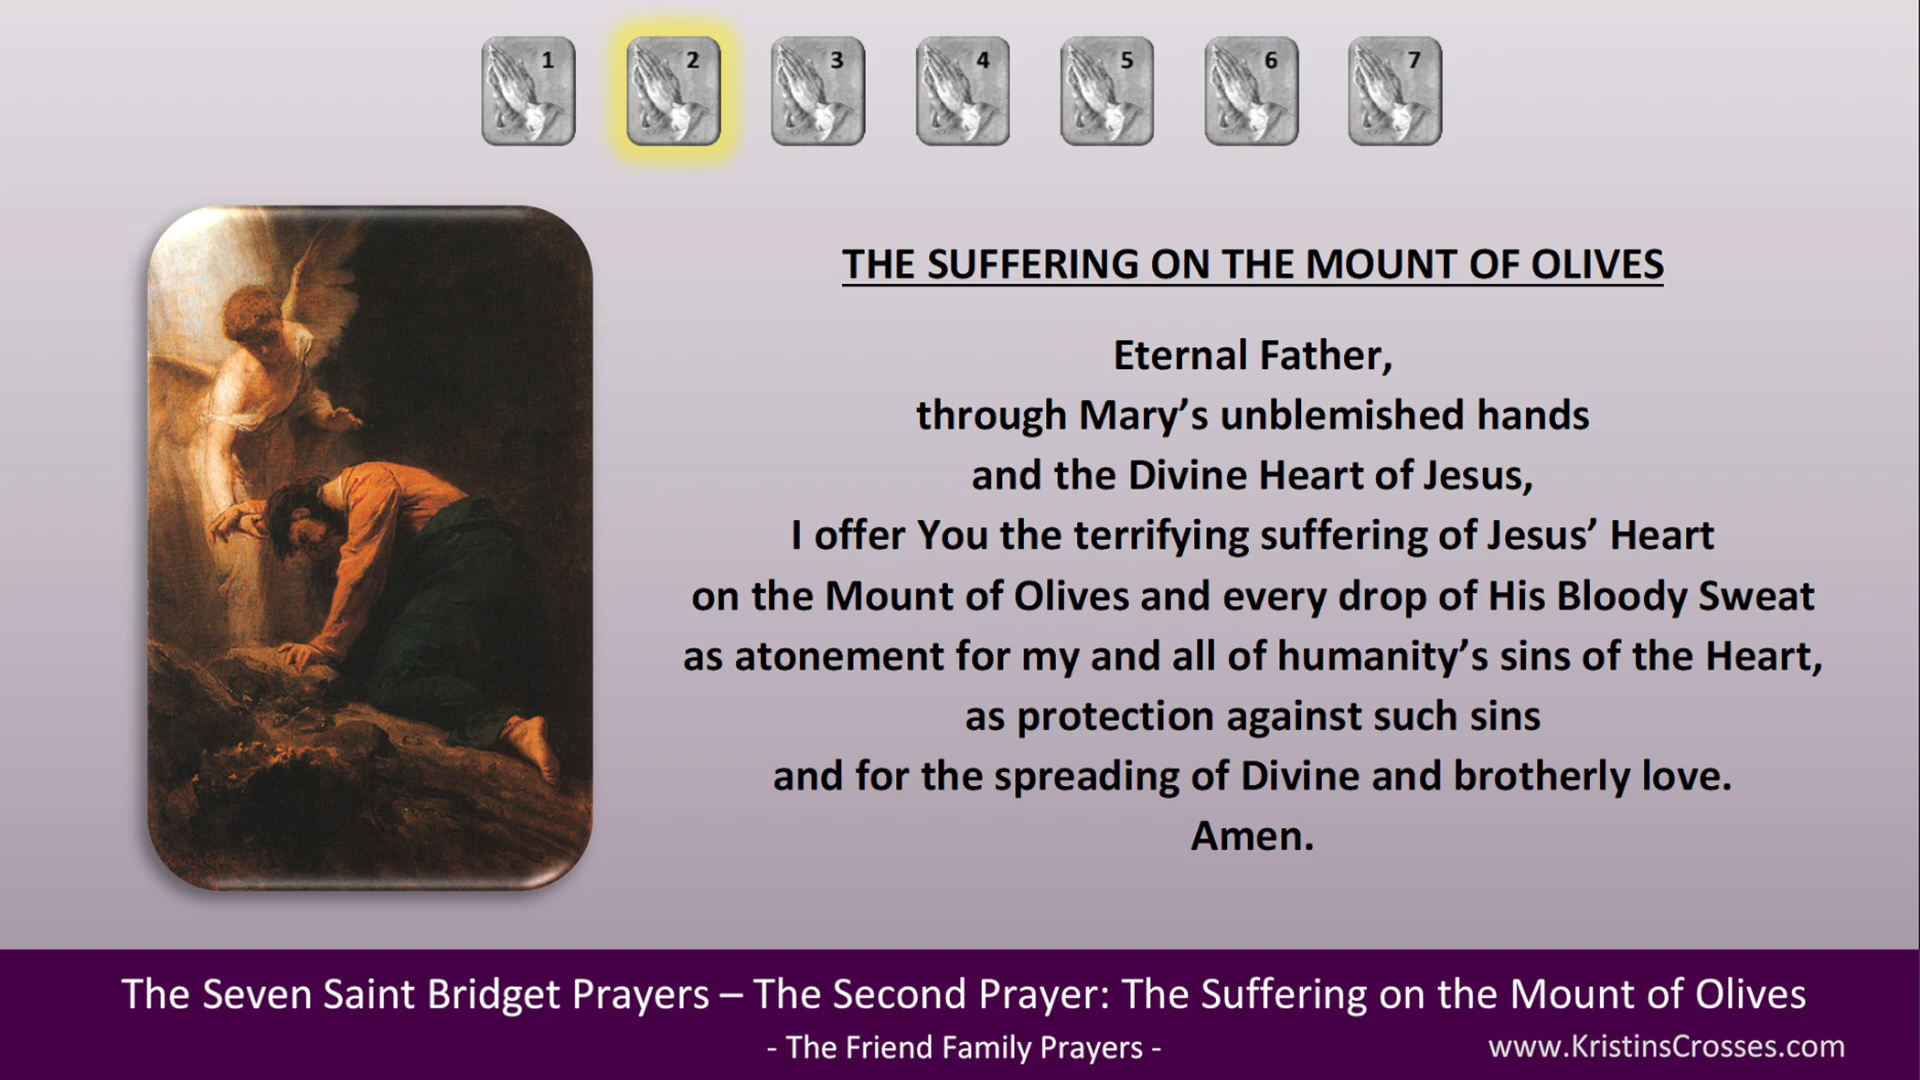 1 2 3 4 5 6 7
THE SUFFERING ON THE MOUNT OF OLIVES
Eternal Father,
through Mary’s unblemished hands
and the Divine Heart of Jesus,
I offer You the terrifying suffering of Jesus’ Heart
on the Mount of Olives and every drop of His Bloody Sweat
as atonement for my and all of humanity’s sins of the Heart,
as protection against such sins
and for the spreading of Divine and brotherly love.
Amen.
The Seven Saint Bridget Prayers – The Second Prayer: The Suffering on the Mount of Olives
- The Friend Family Prayers -
www.KristinsCrosses.com